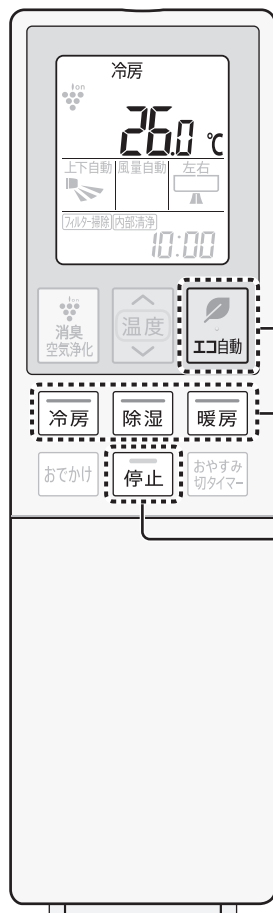 冷房
ion
26.0 ℃
上下自動 風量自動 左右
フィルター掃除 内部清浄
10:00
ion
消臭
空気浄化
温度
エコ自動
冷房 除湿 暖房
おでかけ 停止 おやすみ
切タイマー